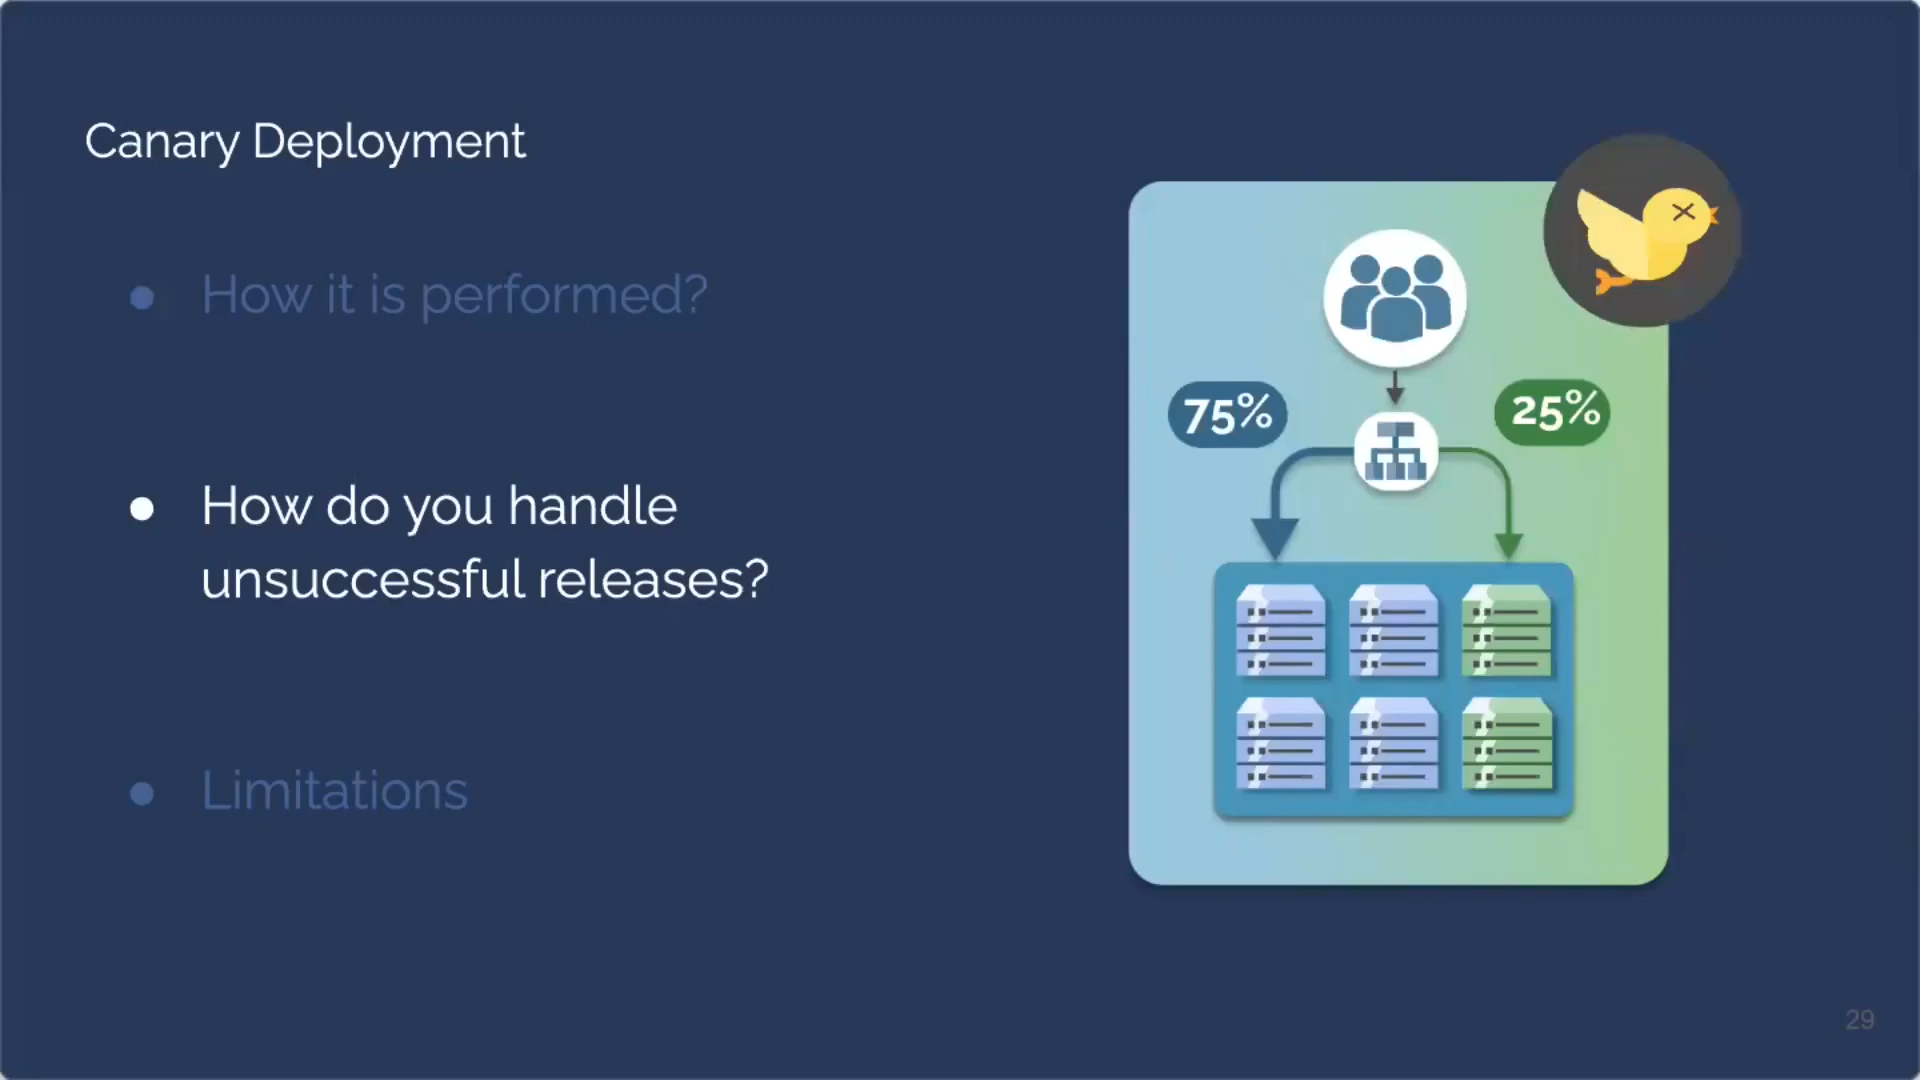 Canary Deployment
● How it is performed?
● How do you handle
unsuccessful releases?
● Limitations
75%
25%
29